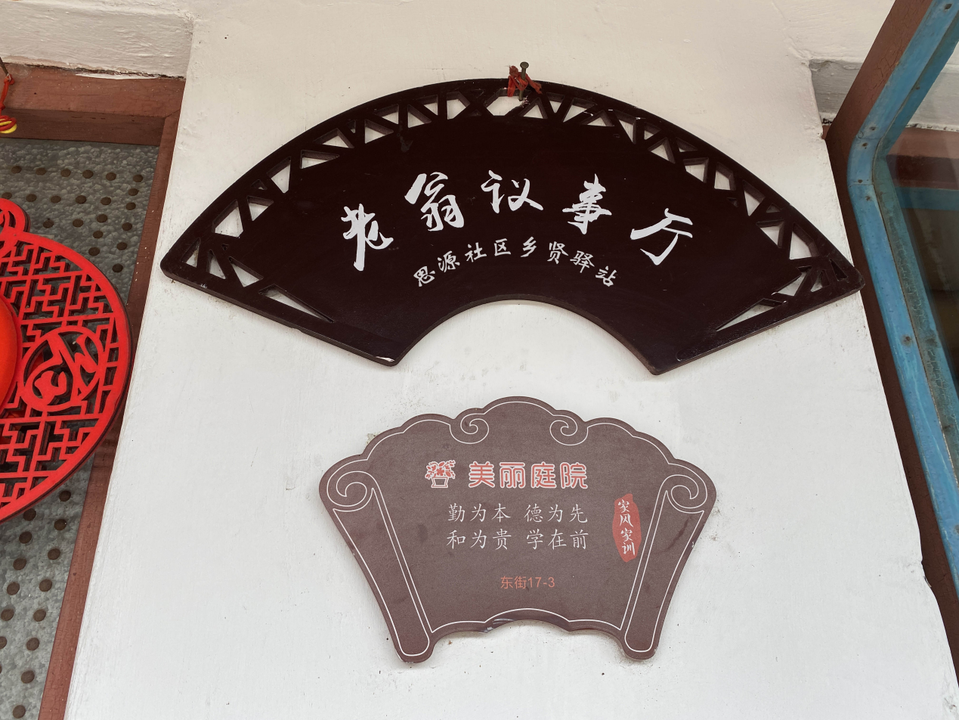 老翁议事厅
思源社区乡贤驿站
美丽庭院
勤为本 德为先
和为贵 学在前
家风家训
东街17-3